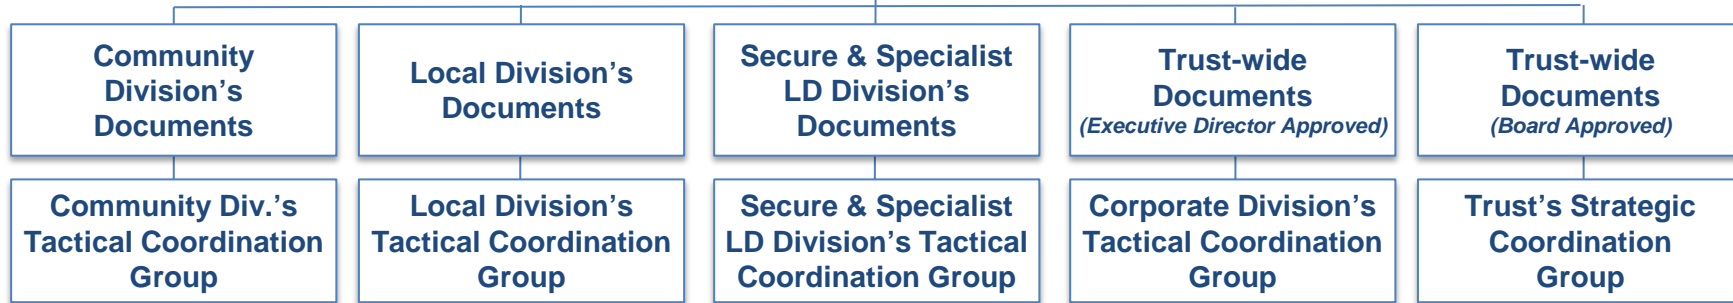 Community
Division’s
Documents
Local Division’s
Documents
Secure & Specialist
LD Division’s
Documents
Trust-wide
Documents
(Executive Director Approved)
Trust-wide
Documents
(Board Approved)
Community Div.’s
Tactical Coordination
Group
Local Division’s
Tactical Coordination
Group
Secure & Specialist
LD Division’s Tactical
Coordination Group
Corporate Division’s
Tactical Coordination
Group
Trust’s Strategic
Coordination
Group